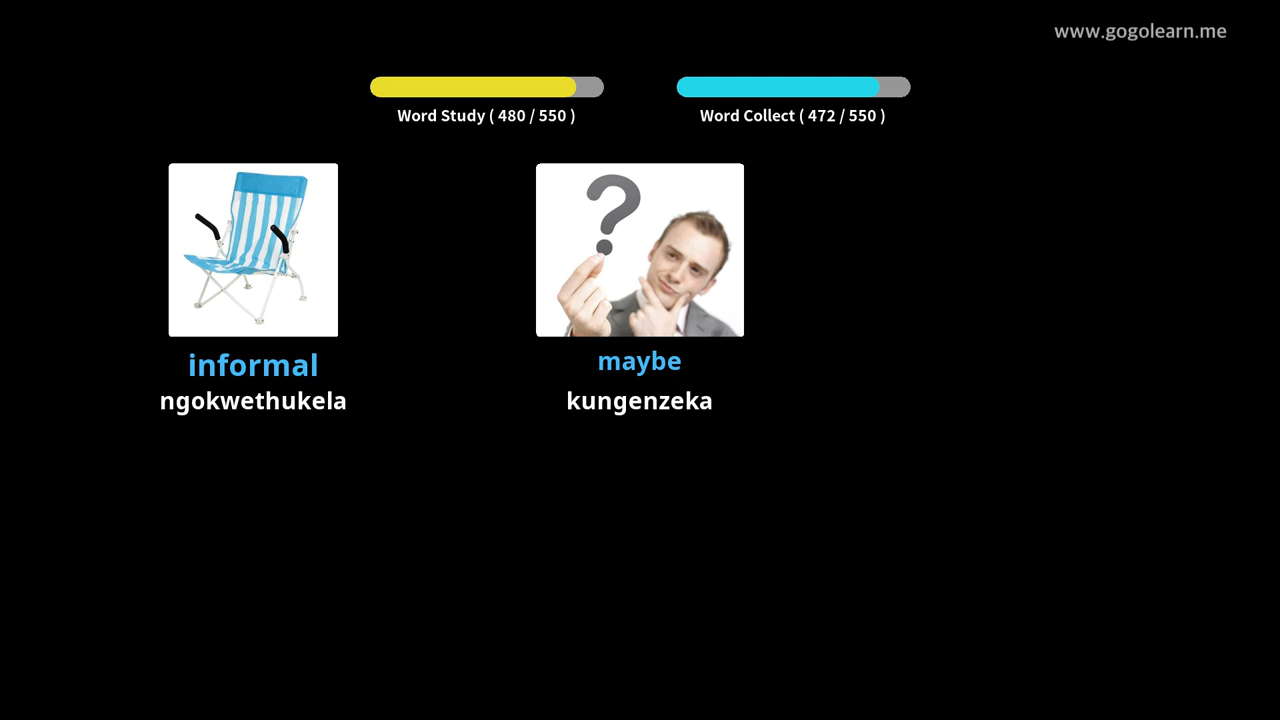 www.gogolearn.me
Word Study ( 480 / 550 )
Word Collect ( 472 / 550 )
informal
ngokwethukela
maybe
kungenzeka